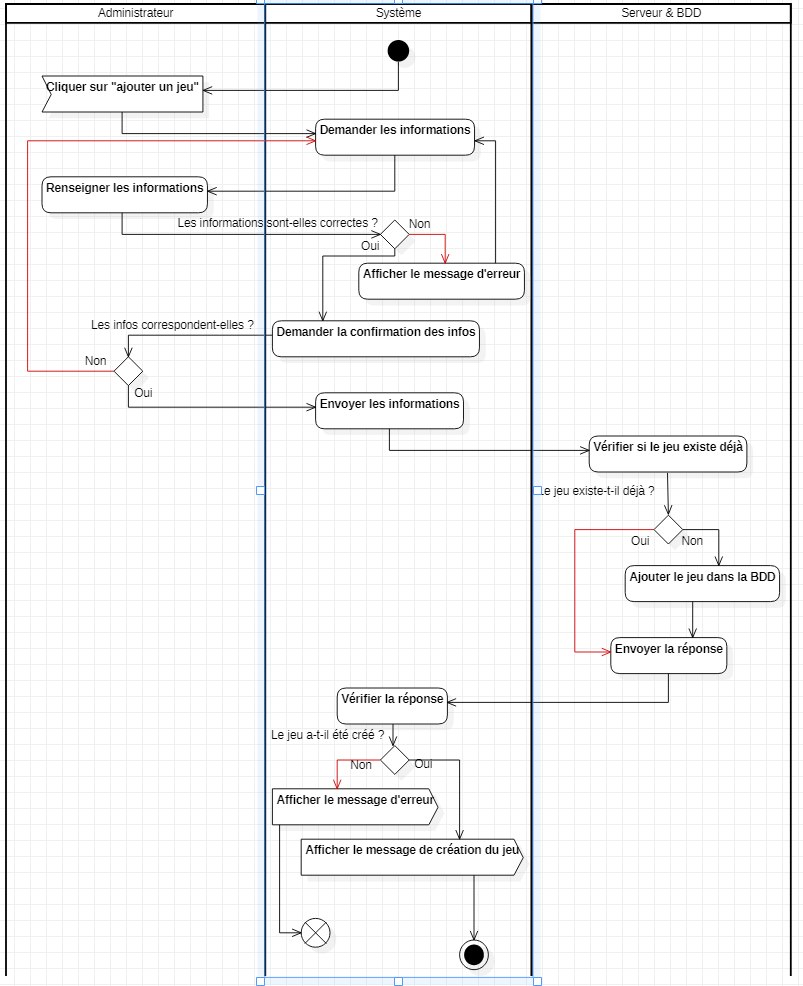 Administrateur
Système
Serveur & BDD
Cliquer sur "ajouter un jeu"
Demander les informations
Renseigner les informations
Les informations sont-elles correctes ?
Non
Oui
Afficher le message d'erreur
Les infos correspondent-elles ?
Demander la confirmation des infos
Non
Oui
Envoyer les informations
Vérifier si le jeu existe déjà
Le jeu existe-t-il déjà ?
Oui
Non
Ajouter le jeu dans la BDD
Envoyer la réponse
Vérifier la réponse
Le jeu a-t-il été créé ?
Non
Oui
Afficher le message d'erreur
Afficher le message de création du jeu